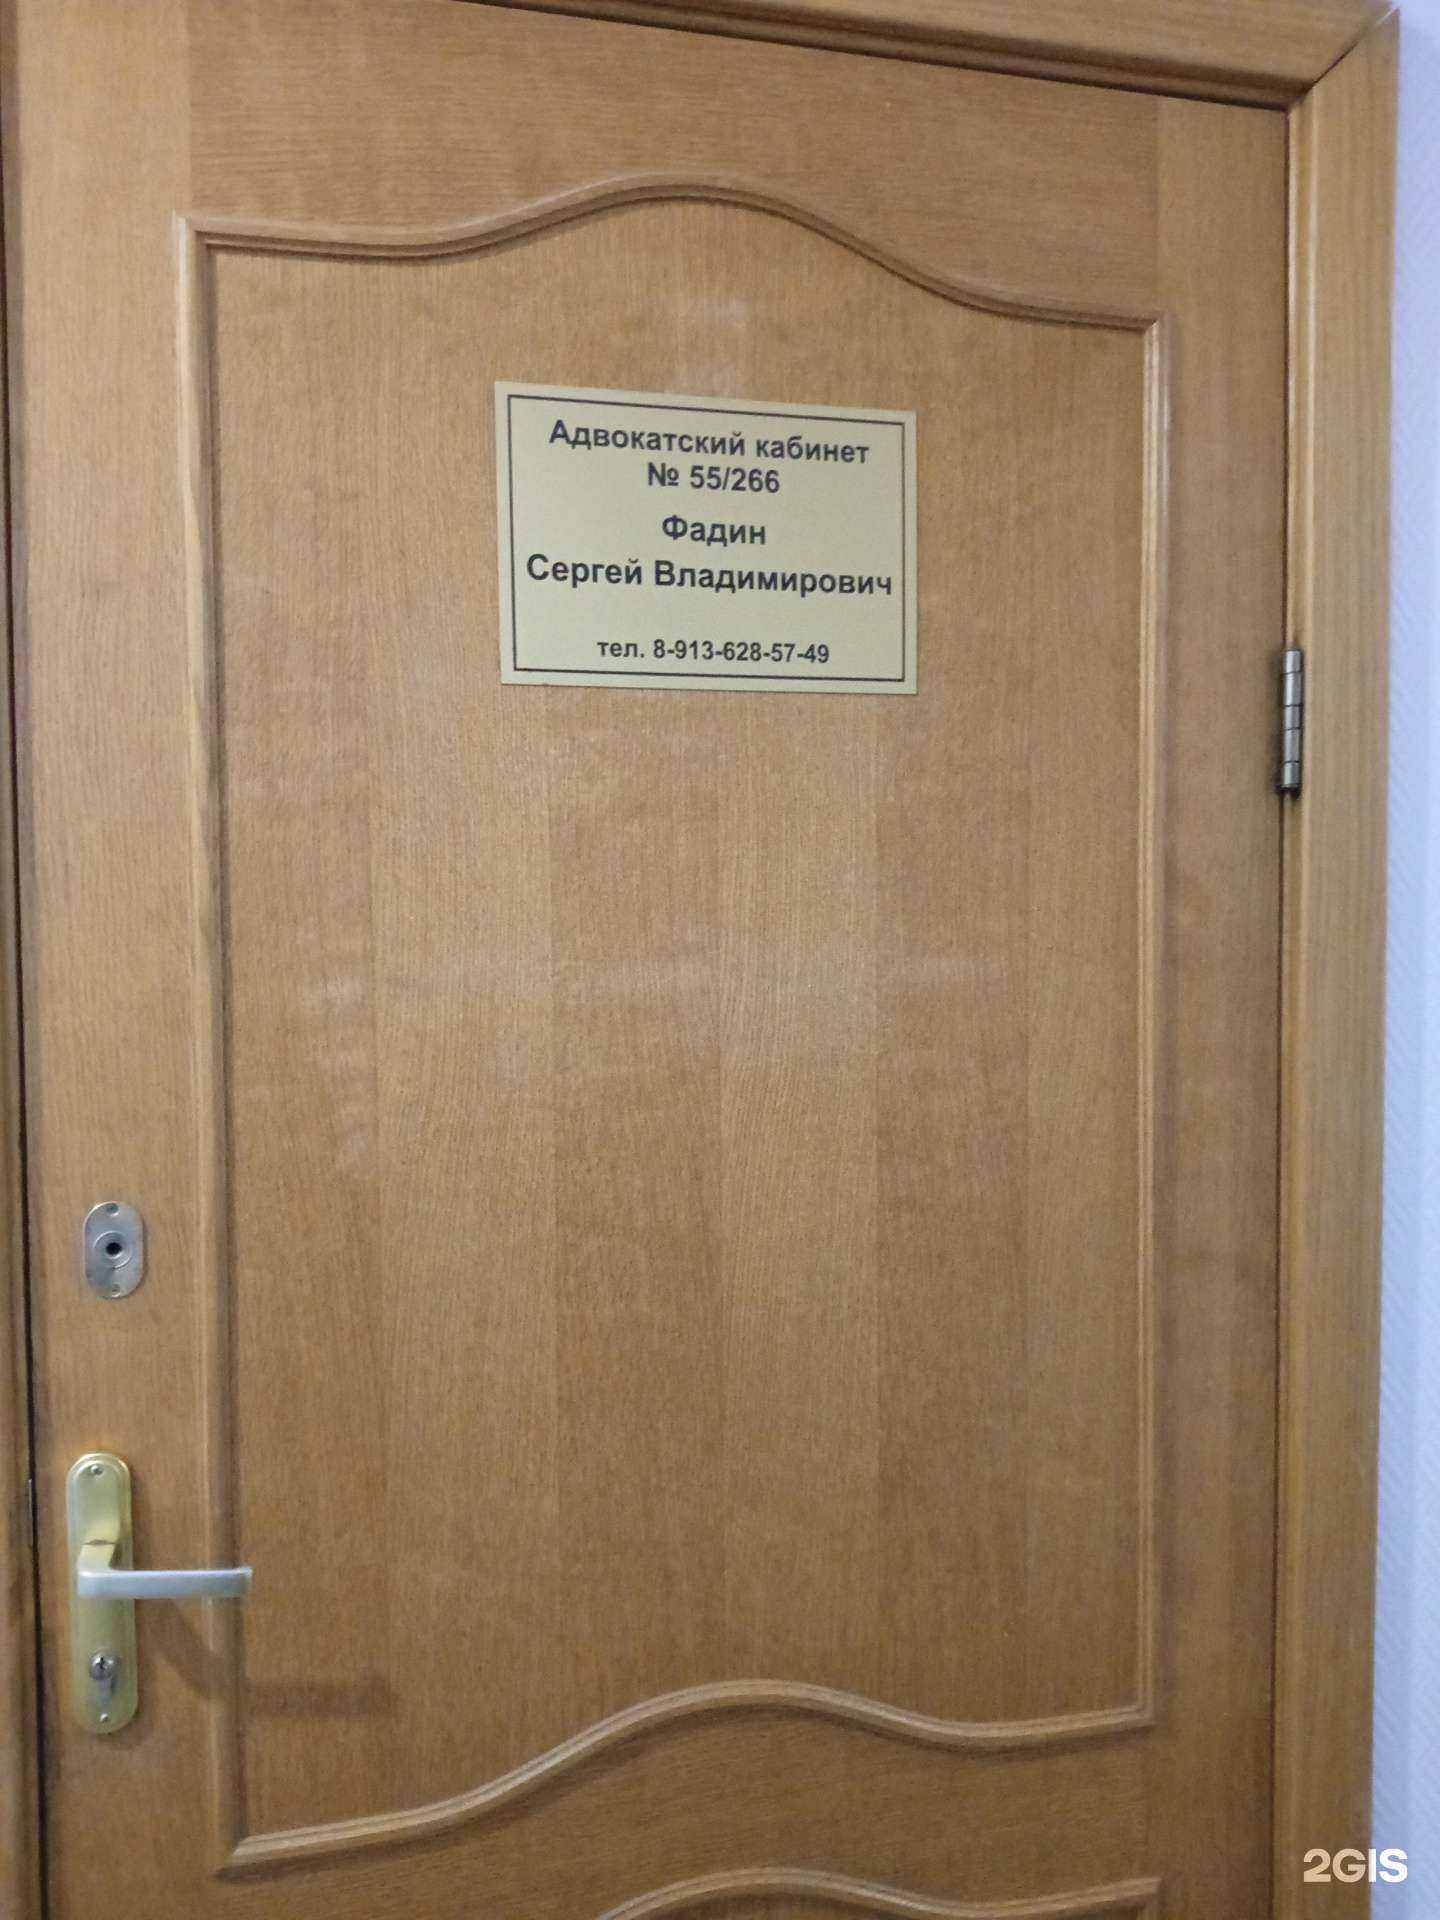 Адвокатский кабинет
№ 55/266
Фадин
Сергей Владимирович
тел. 8-913-628-57-49
2GIS